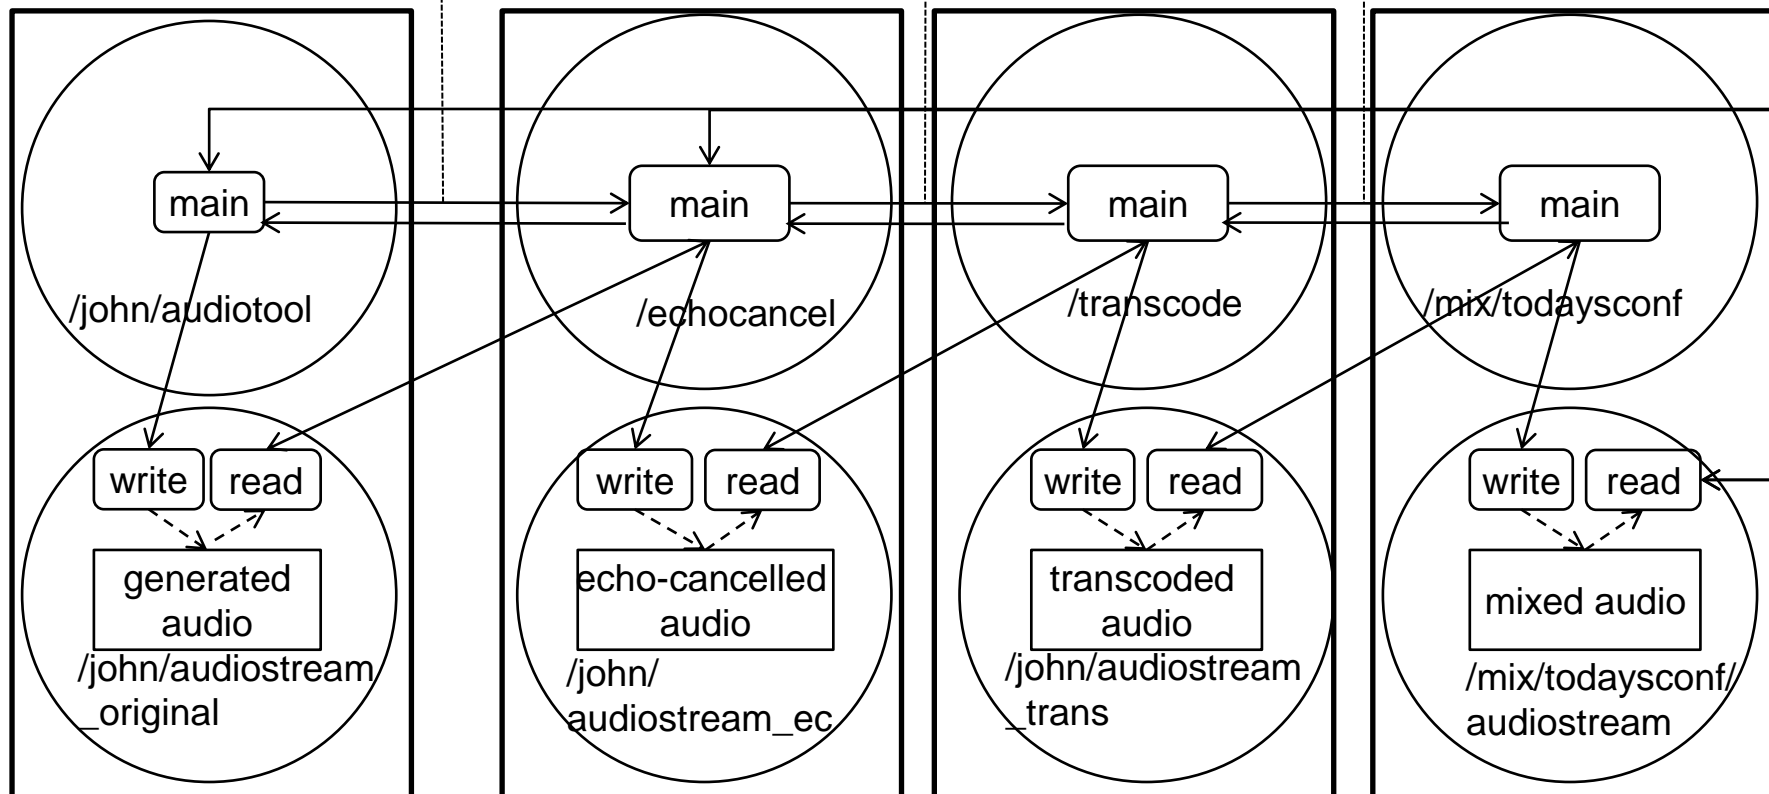 main
main
main
main
/john/audiotool
/echocancel
/transcode
/mix/todaysconf
write
read
write
read
write
read
write
read
generated
audio
echo-cancelled
audio
transcoded
audio
mixed audio
/john/audiostream
_original
/john/
audiostream_ec
/john/audiostream
_trans
/mix/todaysconf/
audiostream